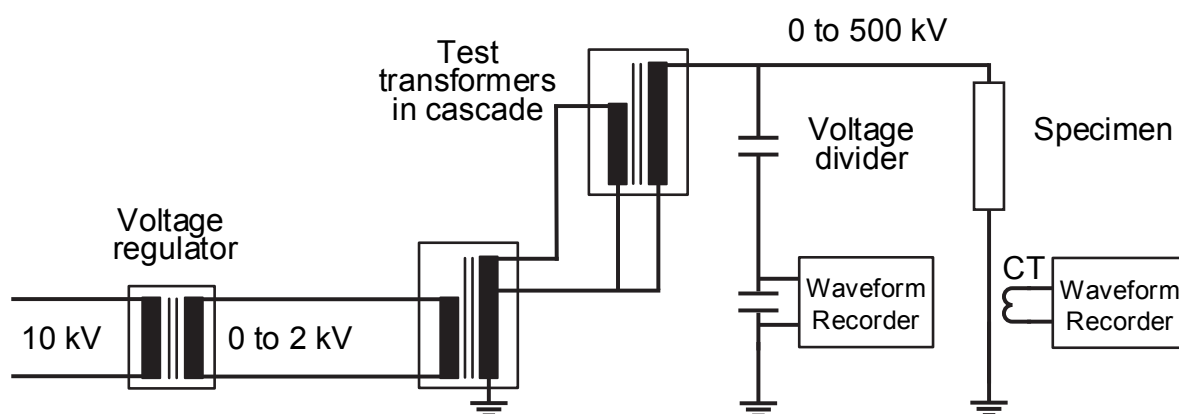 0 to 500 kV
Test
transformers
in cascade
Voltage
divider
Specimen
Voltage
regulator
CT
Waveform
Recorder
Waveform
Recorder
10 kV
0 to 2 kV